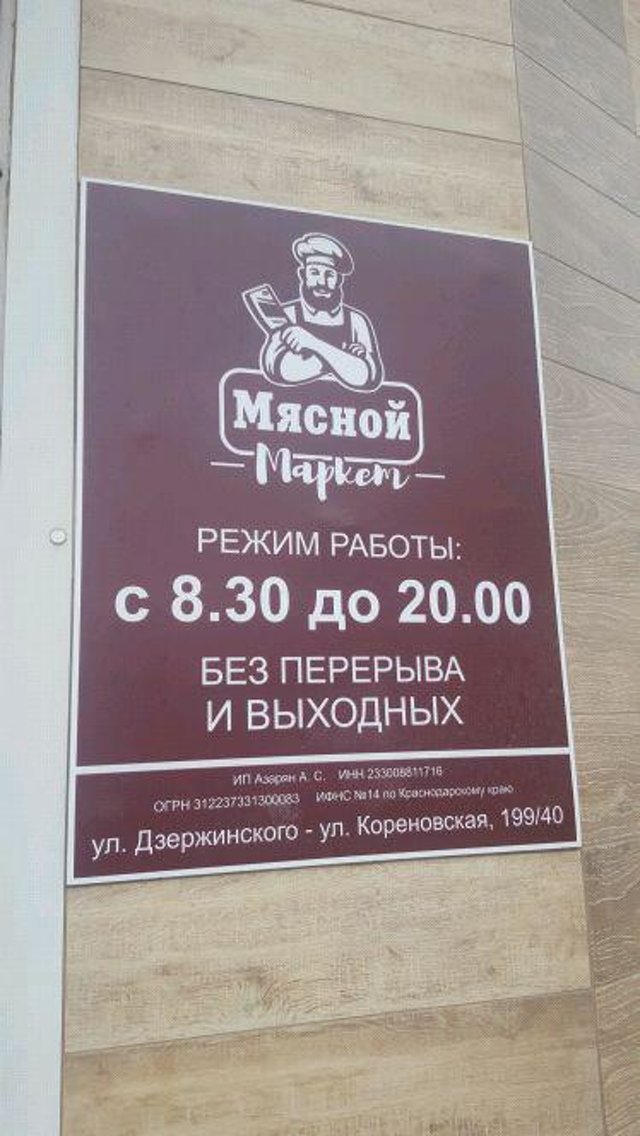 Мясной
Маркет
РЕЖИМ РАБОТЫ:
с 8.30 до 20.00
БЕЗ ПЕРЕРЫВА
И ВЫХОДНЫХ
ИП Азарян А. С. ИНН 233008811716
ОГРН 312237331300083 ИФНС №14 по Краснодарскому краю
ул. Дзержинского - ул. Кореновская, 199/40